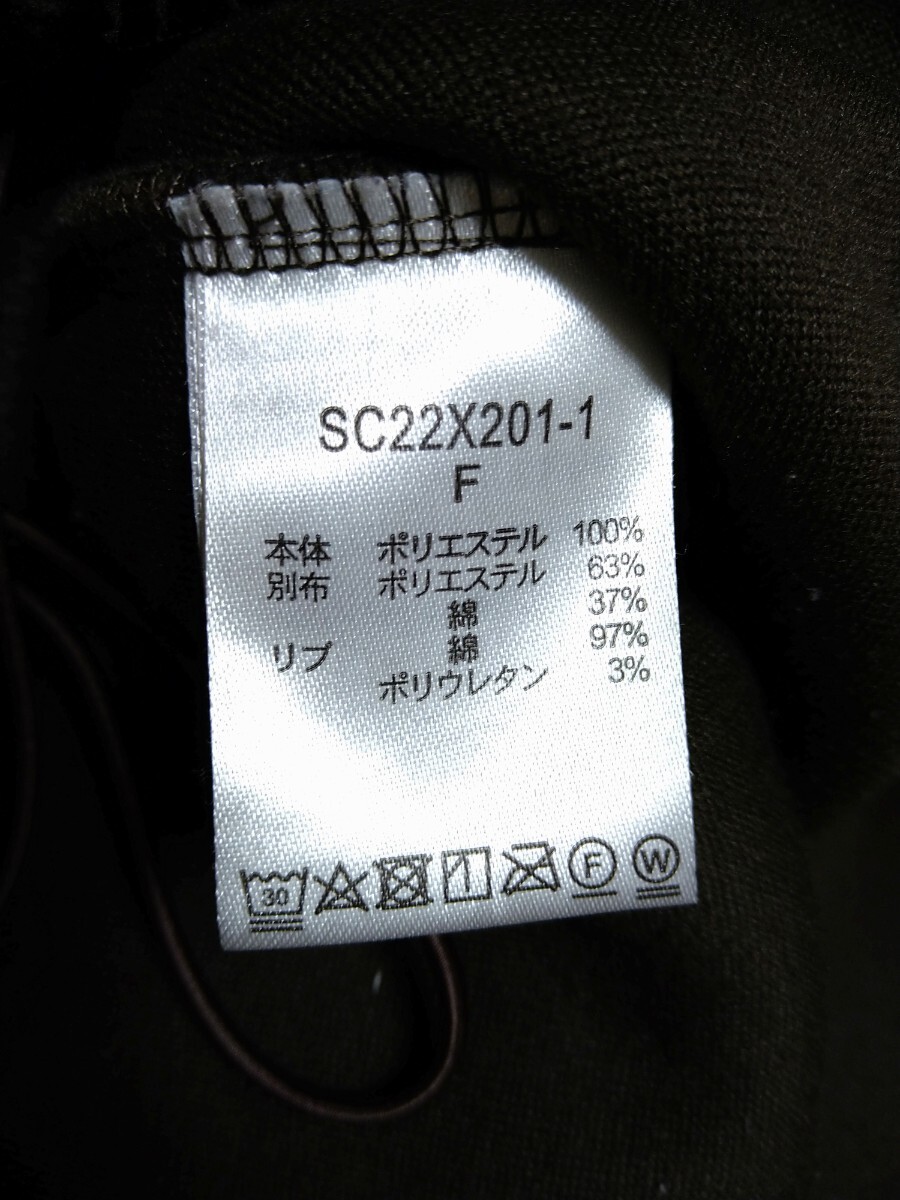 SC22X201-1
F
本体 ポリエステル 100%
別布 ポリエステル 63%
綿 37%
リブ 綿 97%
ポリウレタン 3%
30 F W